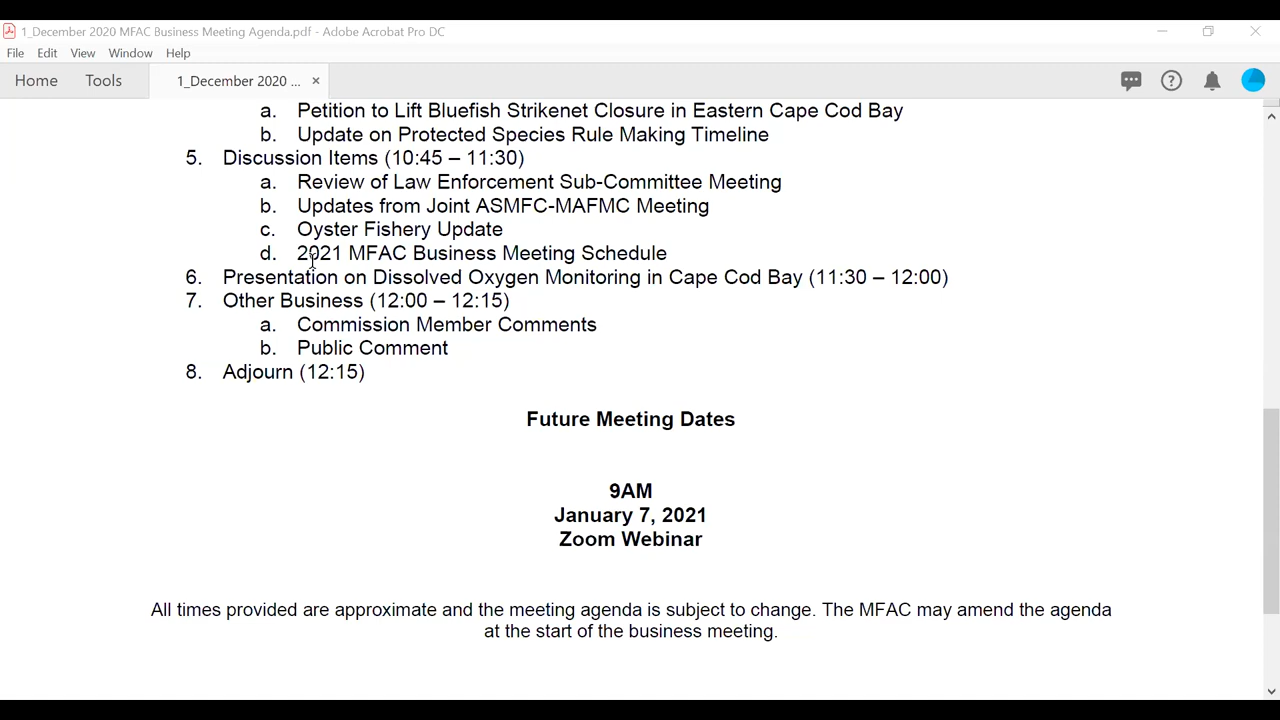 1_December 2020 MFAC Business Meeting Agenda.pdf - Adobe Acrobat Pro DC
File Edit View Window Help
Home Tools 1_December 2020 ... ×
a. Petition to Lift Bluefish Strikenet Closure in Eastern Cape Cod Bay
b. Update on Protected Species Rule Making Timeline
5. Discussion Items (10:45 – 11:30)
a. Review of Law Enforcement Sub-Committee Meeting
b. Updates from Joint ASMFC-MAFMC Meeting
c. Oyster Fishery Update
d. 2021 MFAC Business Meeting Schedule
6. Presentation on Dissolved Oxygen Monitoring in Cape Cod Bay (11:30 – 12:00)
7. Other Business (12:00 – 12:15)
a. Commission Member Comments
b. Public Comment
8. Adjourn (12:15)
Future Meeting Dates
9AM
January 7, 2021
Zoom Webinar
All times provided are approximate and the meeting agenda is subject to change. The MFAC may amend the agenda
at the start of the business meeting.